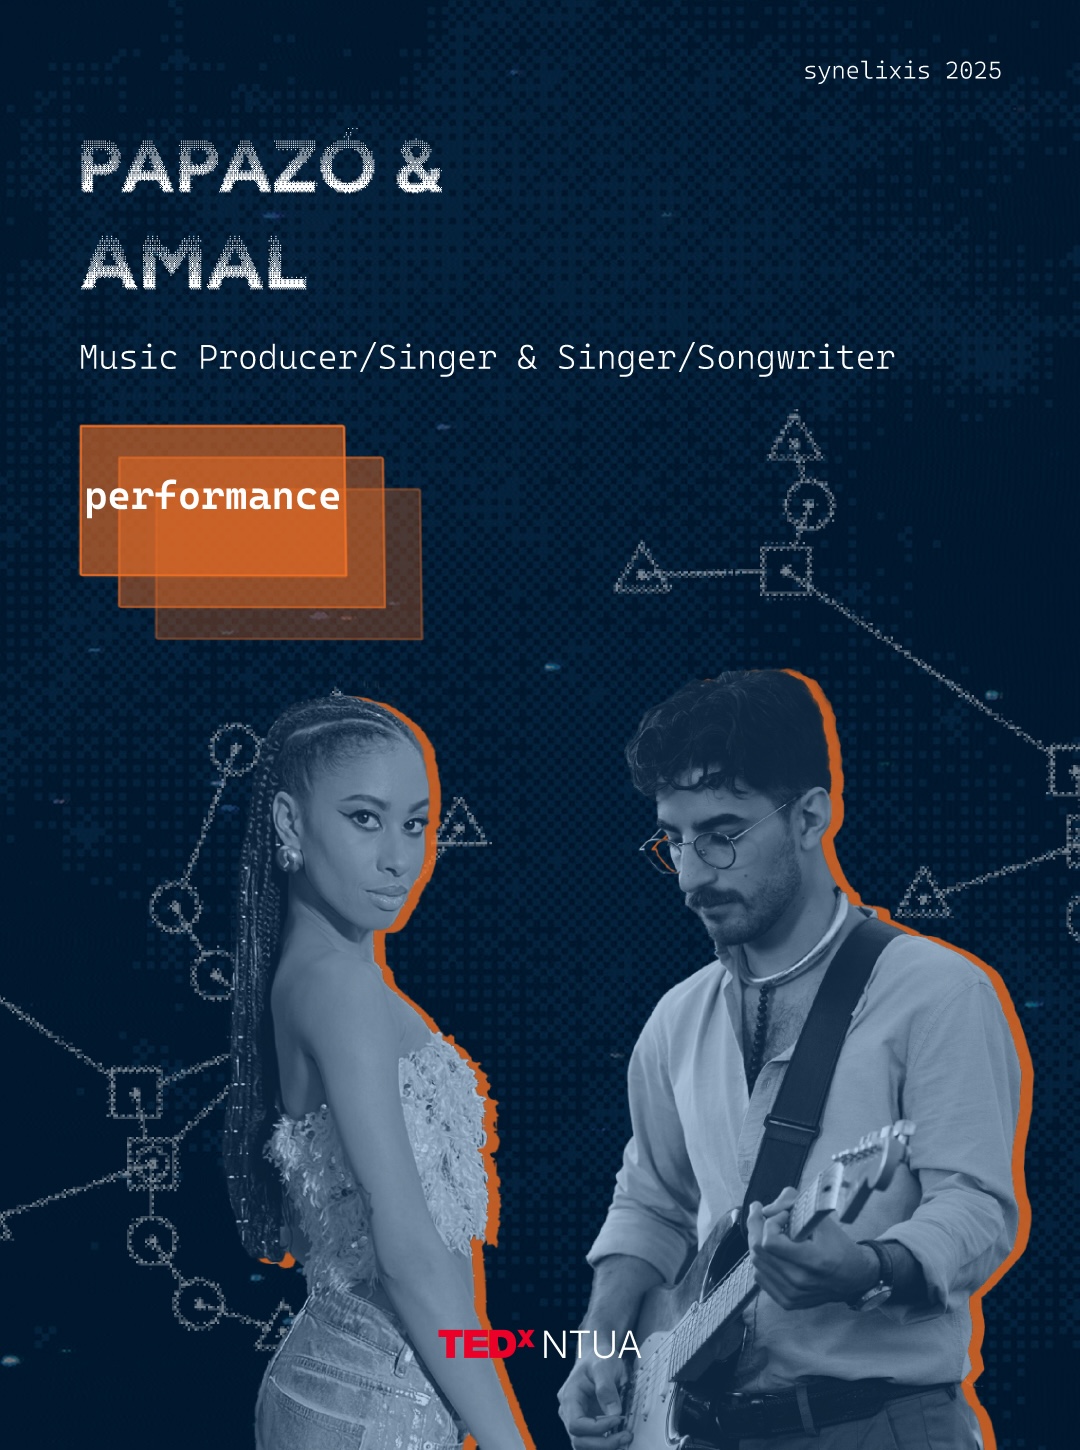 synelixis 2025
PAPAZÓ &
AMAL
Music Producer/Singer & Singer/Songwriter
performance
TEDx NTUA